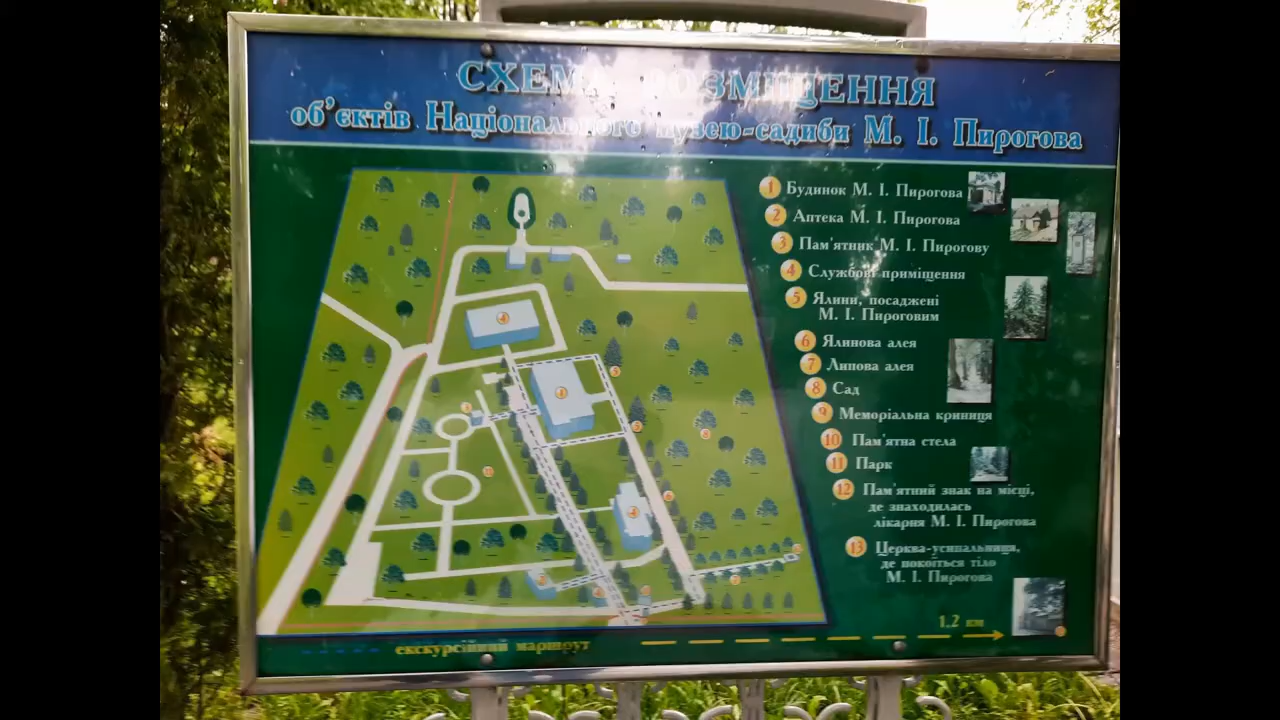 СХЕМА РОЗМІЩЕННЯ
об'єктів Національного музею-садиби М. І. Пирогова
1 Будинок М. І. Пирогова
2 Аптека М. І. Пирогова
3 Пам'ятник М. І. Пирогову
4 Службові приміщення
5 Ялини, посаджені
М. І. Пироговим
6 Ялинова алея
7 Липова алея
8 Сад
9 Меморіальна криниця
10 Пам'ятна стела
11 Парк
12 Пам'ятний знак на місці,
де знаходилась
лікарня М. І. Пирогова
13 Церква-усипальниця,
де покоїться тіло
М. І. Пирогова
1,2 км
екскурсійний маршрут